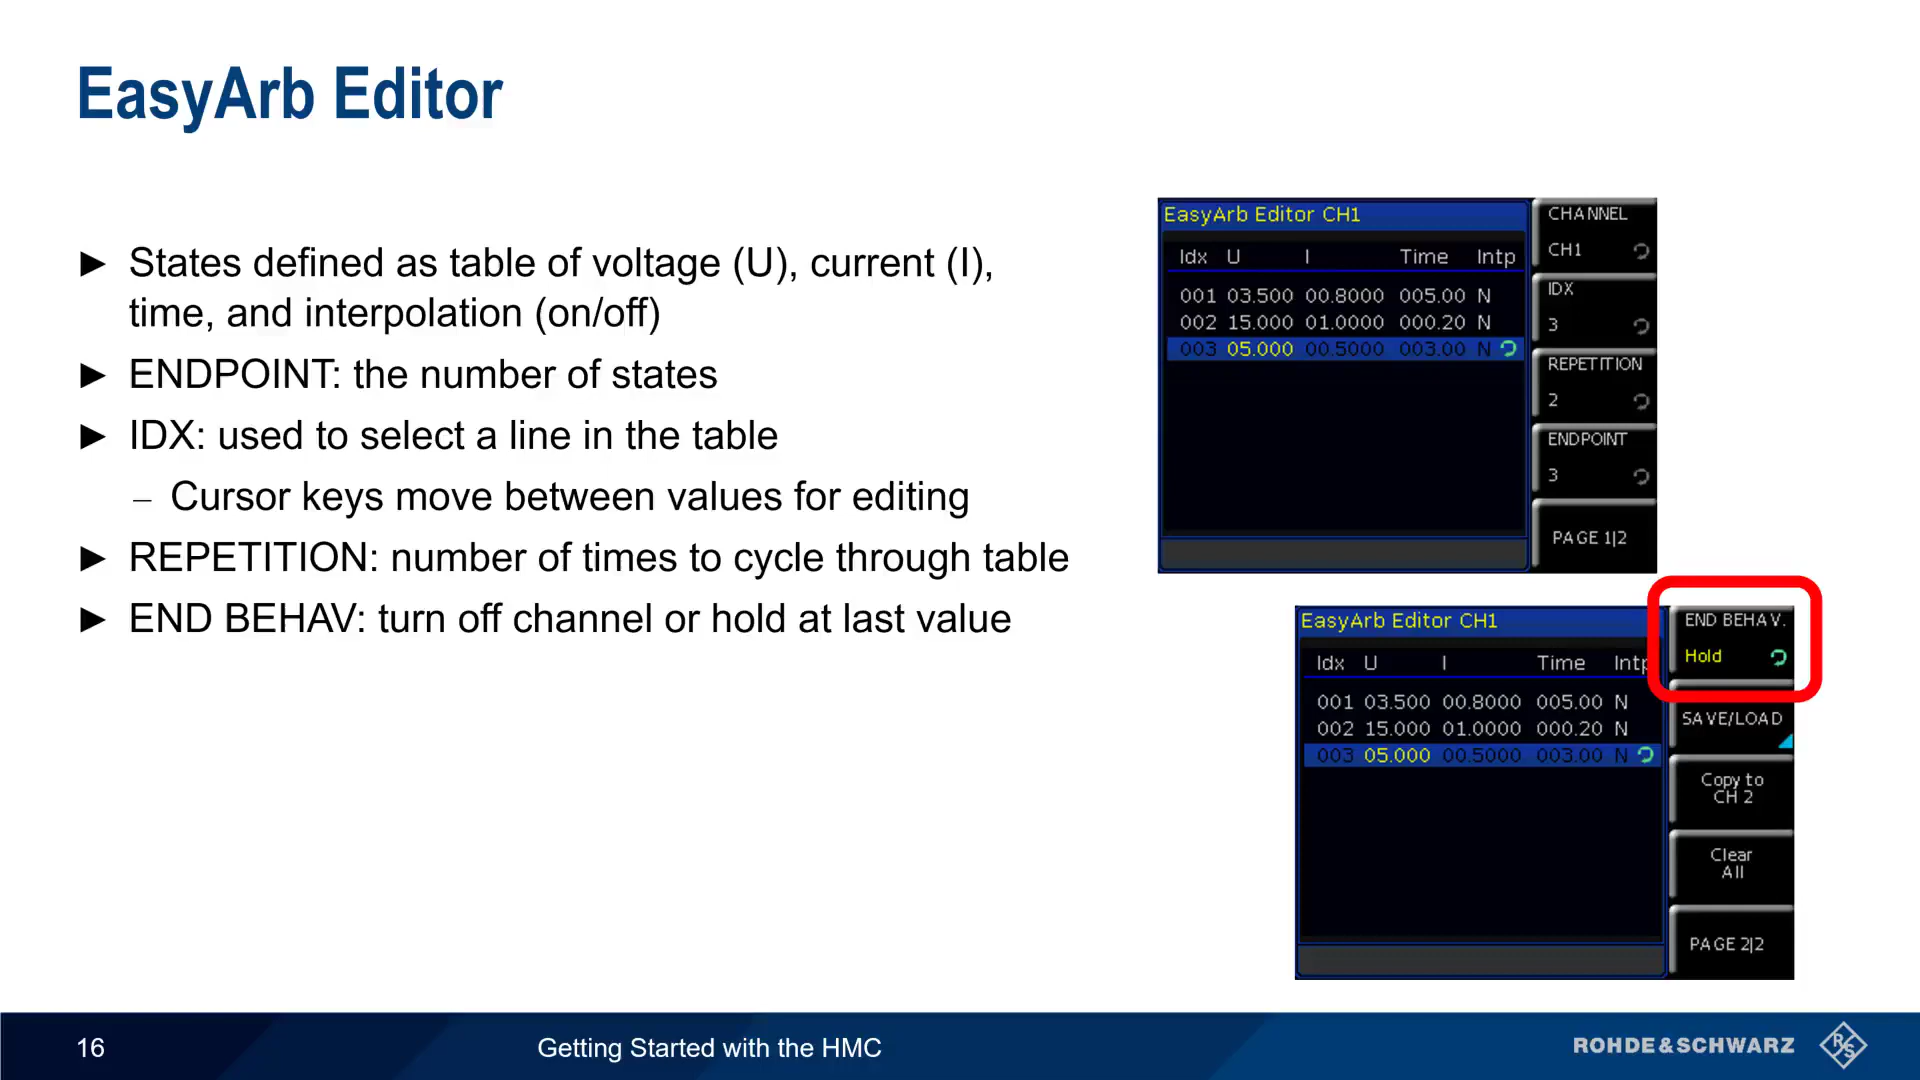 EasyArb Editor
► States defined as table of voltage (U), current (I),
time, and interpolation (on/off)
► ENDPOINT: the number of states
► IDX: used to select a line in the table
– Cursor keys move between values for editing
► REPETITION: number of times to cycle through table
► END BEHAV: turn off channel or hold at last value
EasyArb Editor CH1
Idx U I Time Intp
001 03.500 00.8000 005.00 N
002 15.000 01.0000 000.20 N
003 05.000 00.5000 003.00 N
CHANNEL
CH1
IDX
3
REPETITION
2
ENDPOINT
3
PAGE 1|2
EasyArb Editor CH1
Idx U I Time Intp
001 03.500 00.8000 005.00 N
002 15.000 01.0000 000.20 N
003 05.000 00.5000 003.00 N
END BEHAV.
Hold
SAVE/LOAD
Copy to
CH 2
Clear
All
PAGE 2|2
16
Getting Started with the HMC
ROHDE&SCHWARZ
R
S